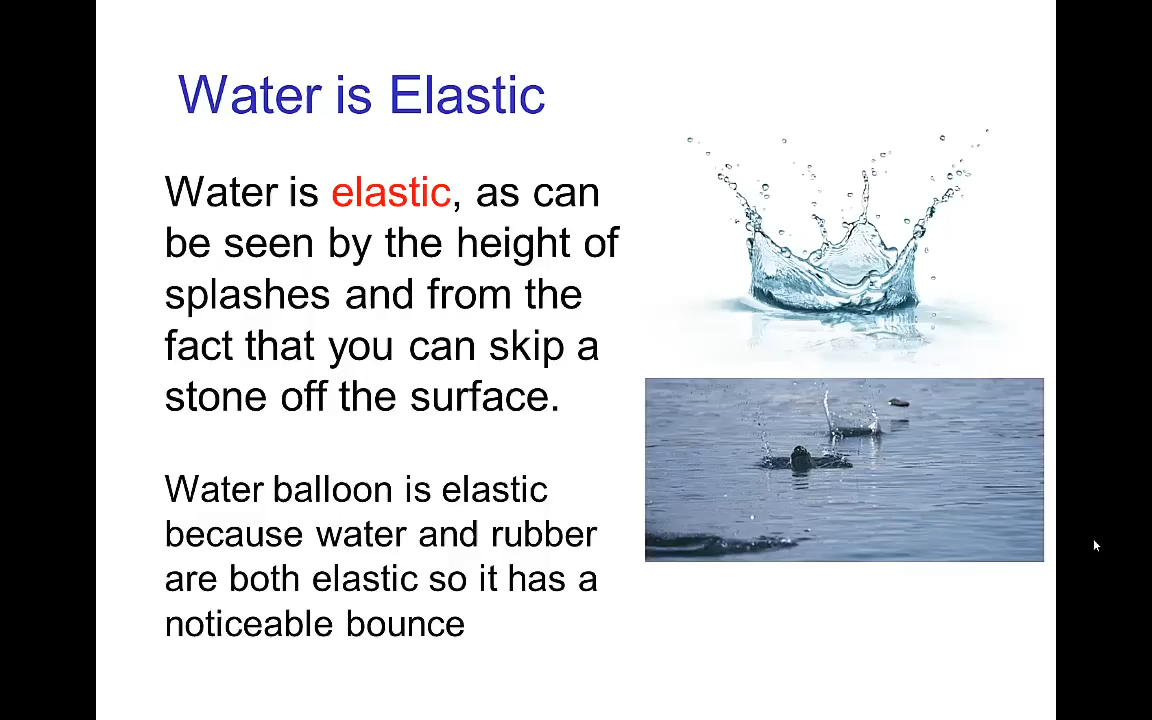 Water is Elastic
Water is elastic, as can
be seen by the height of
splashes and from the
fact that you can skip a
stone off the surface.
Water balloon is elastic
because water and rubber
are both elastic so it has a
noticeable bounce